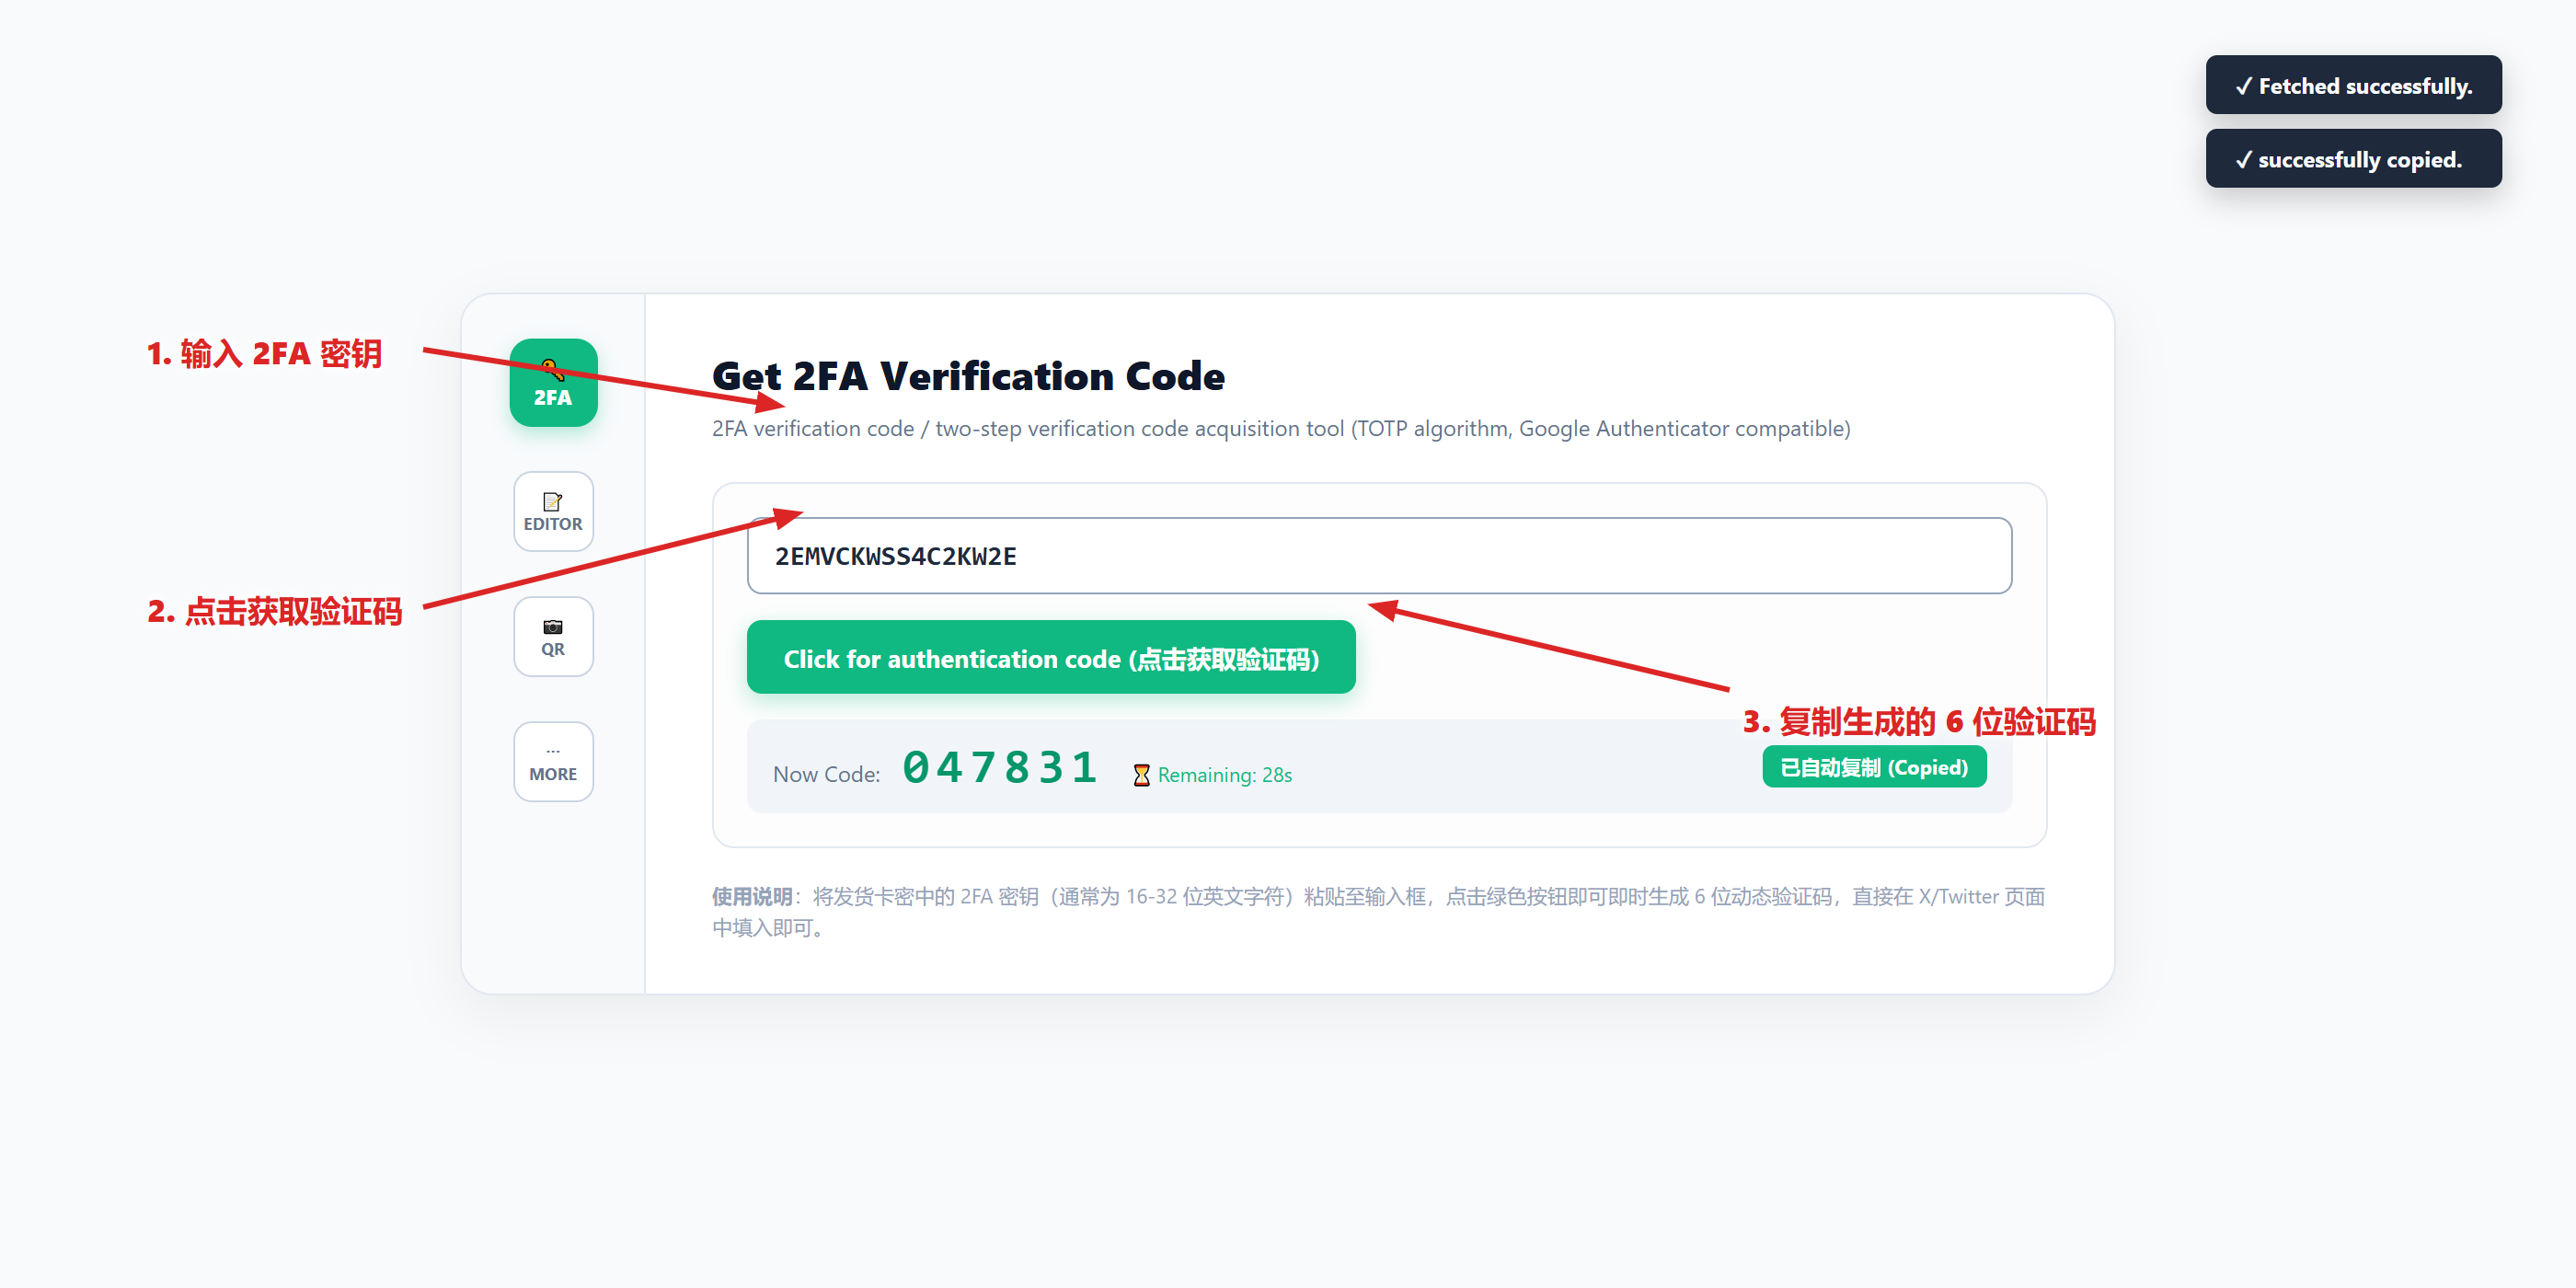 ✓ Fetched successfully.
✓ successfully copied.
1. 输入 2FA 密钥
2FA
EDITOR
2. 点击获取验证码
QR
...
MORE
Get 2FA Verification Code
2FA verification code / two-step verification code acquisition tool (TOTP algorithm, Google Authenticator compatible)
2EMVCKWSS4C2KW2E
Click for authentication code (点击获取验证码)
3. 复制生成的 6 位验证码
Now Code: 047831 ⏳ Remaining: 28s
已自动复制 (Copied)
使用说明：将发货卡密中的 2FA 密钥（通常为 16-32 位英文字符）粘贴至输入框，点击绿色按钮即可即时生成 6 位动态验证码，直接在 X/Twitter 页面
中填入即可。